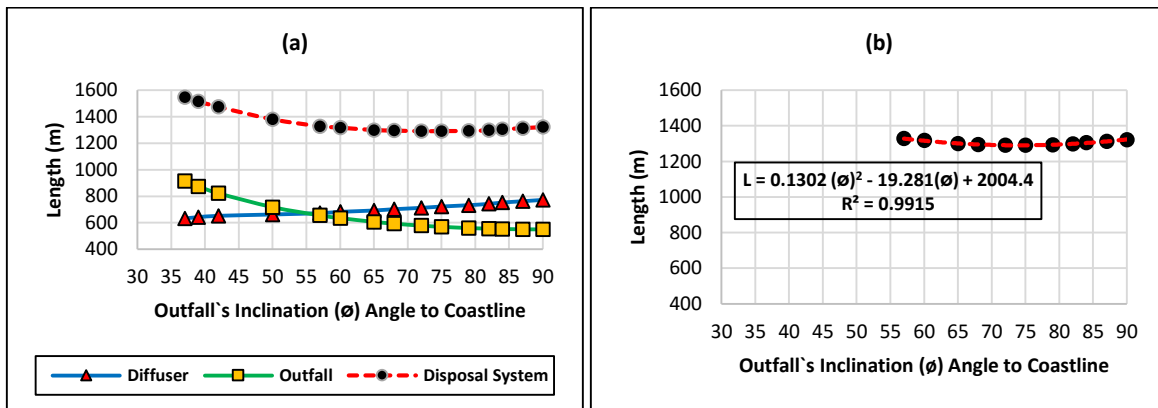 (a)
1600
1400
1200
1000
800
600
400
Length (m)
30 35 40 45 50 55 60 65 70 75 80 85 90
Outfall`s Inclination (ø) Angle to Coastline
Diffuser Outfall Disposal System
(b)
1600
1400
1200
1000
800
600
400
Length (m)
L = 0.1302 (ø)² - 19.281(ø) + 2004.4
R² = 0.9915
30 35 40 45 50 55 60 65 70 75 80 85 90
Outfall`s Inclination (ø) Angle to Coastline